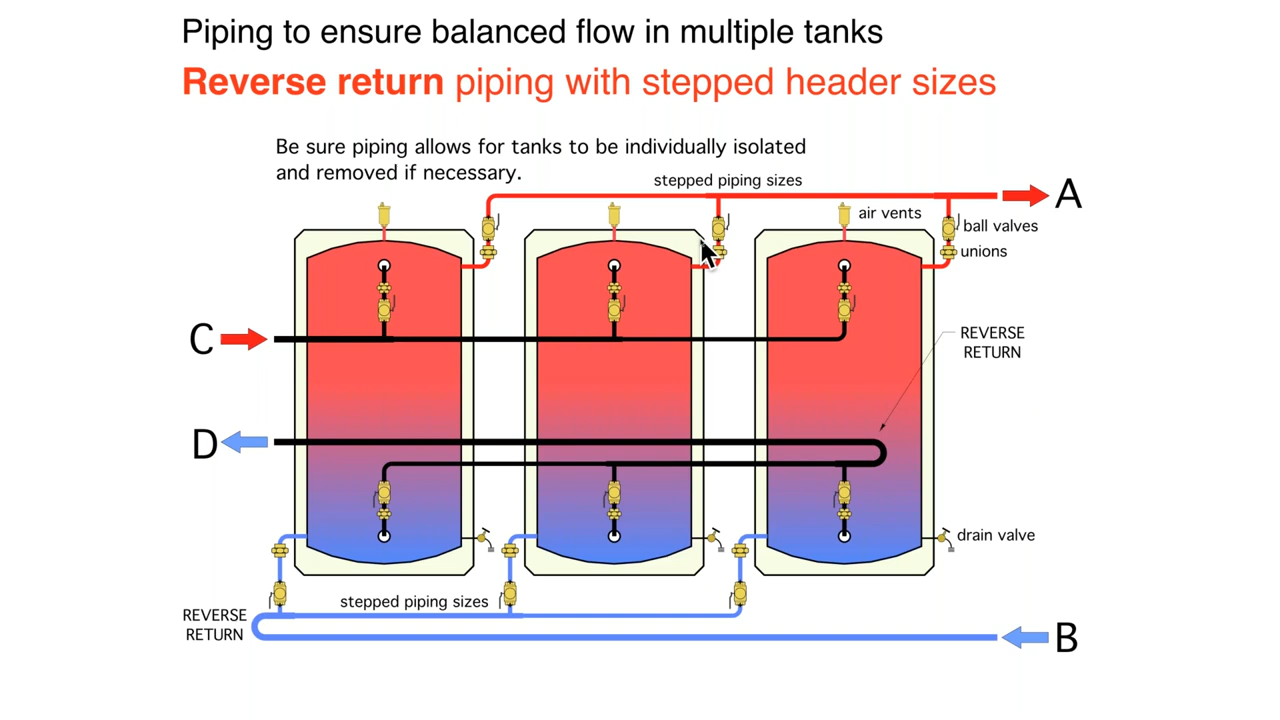 Piping to ensure balanced flow in multiple tanks
Reverse return piping with stepped header sizes
Be sure piping allows for tanks to be individually isolated
and removed if necessary.
stepped piping sizes
A
air vents
ball valves
unions
C
REVERSE
RETURN
D
drain valve
stepped piping sizes
REVERSE
RETURN
B